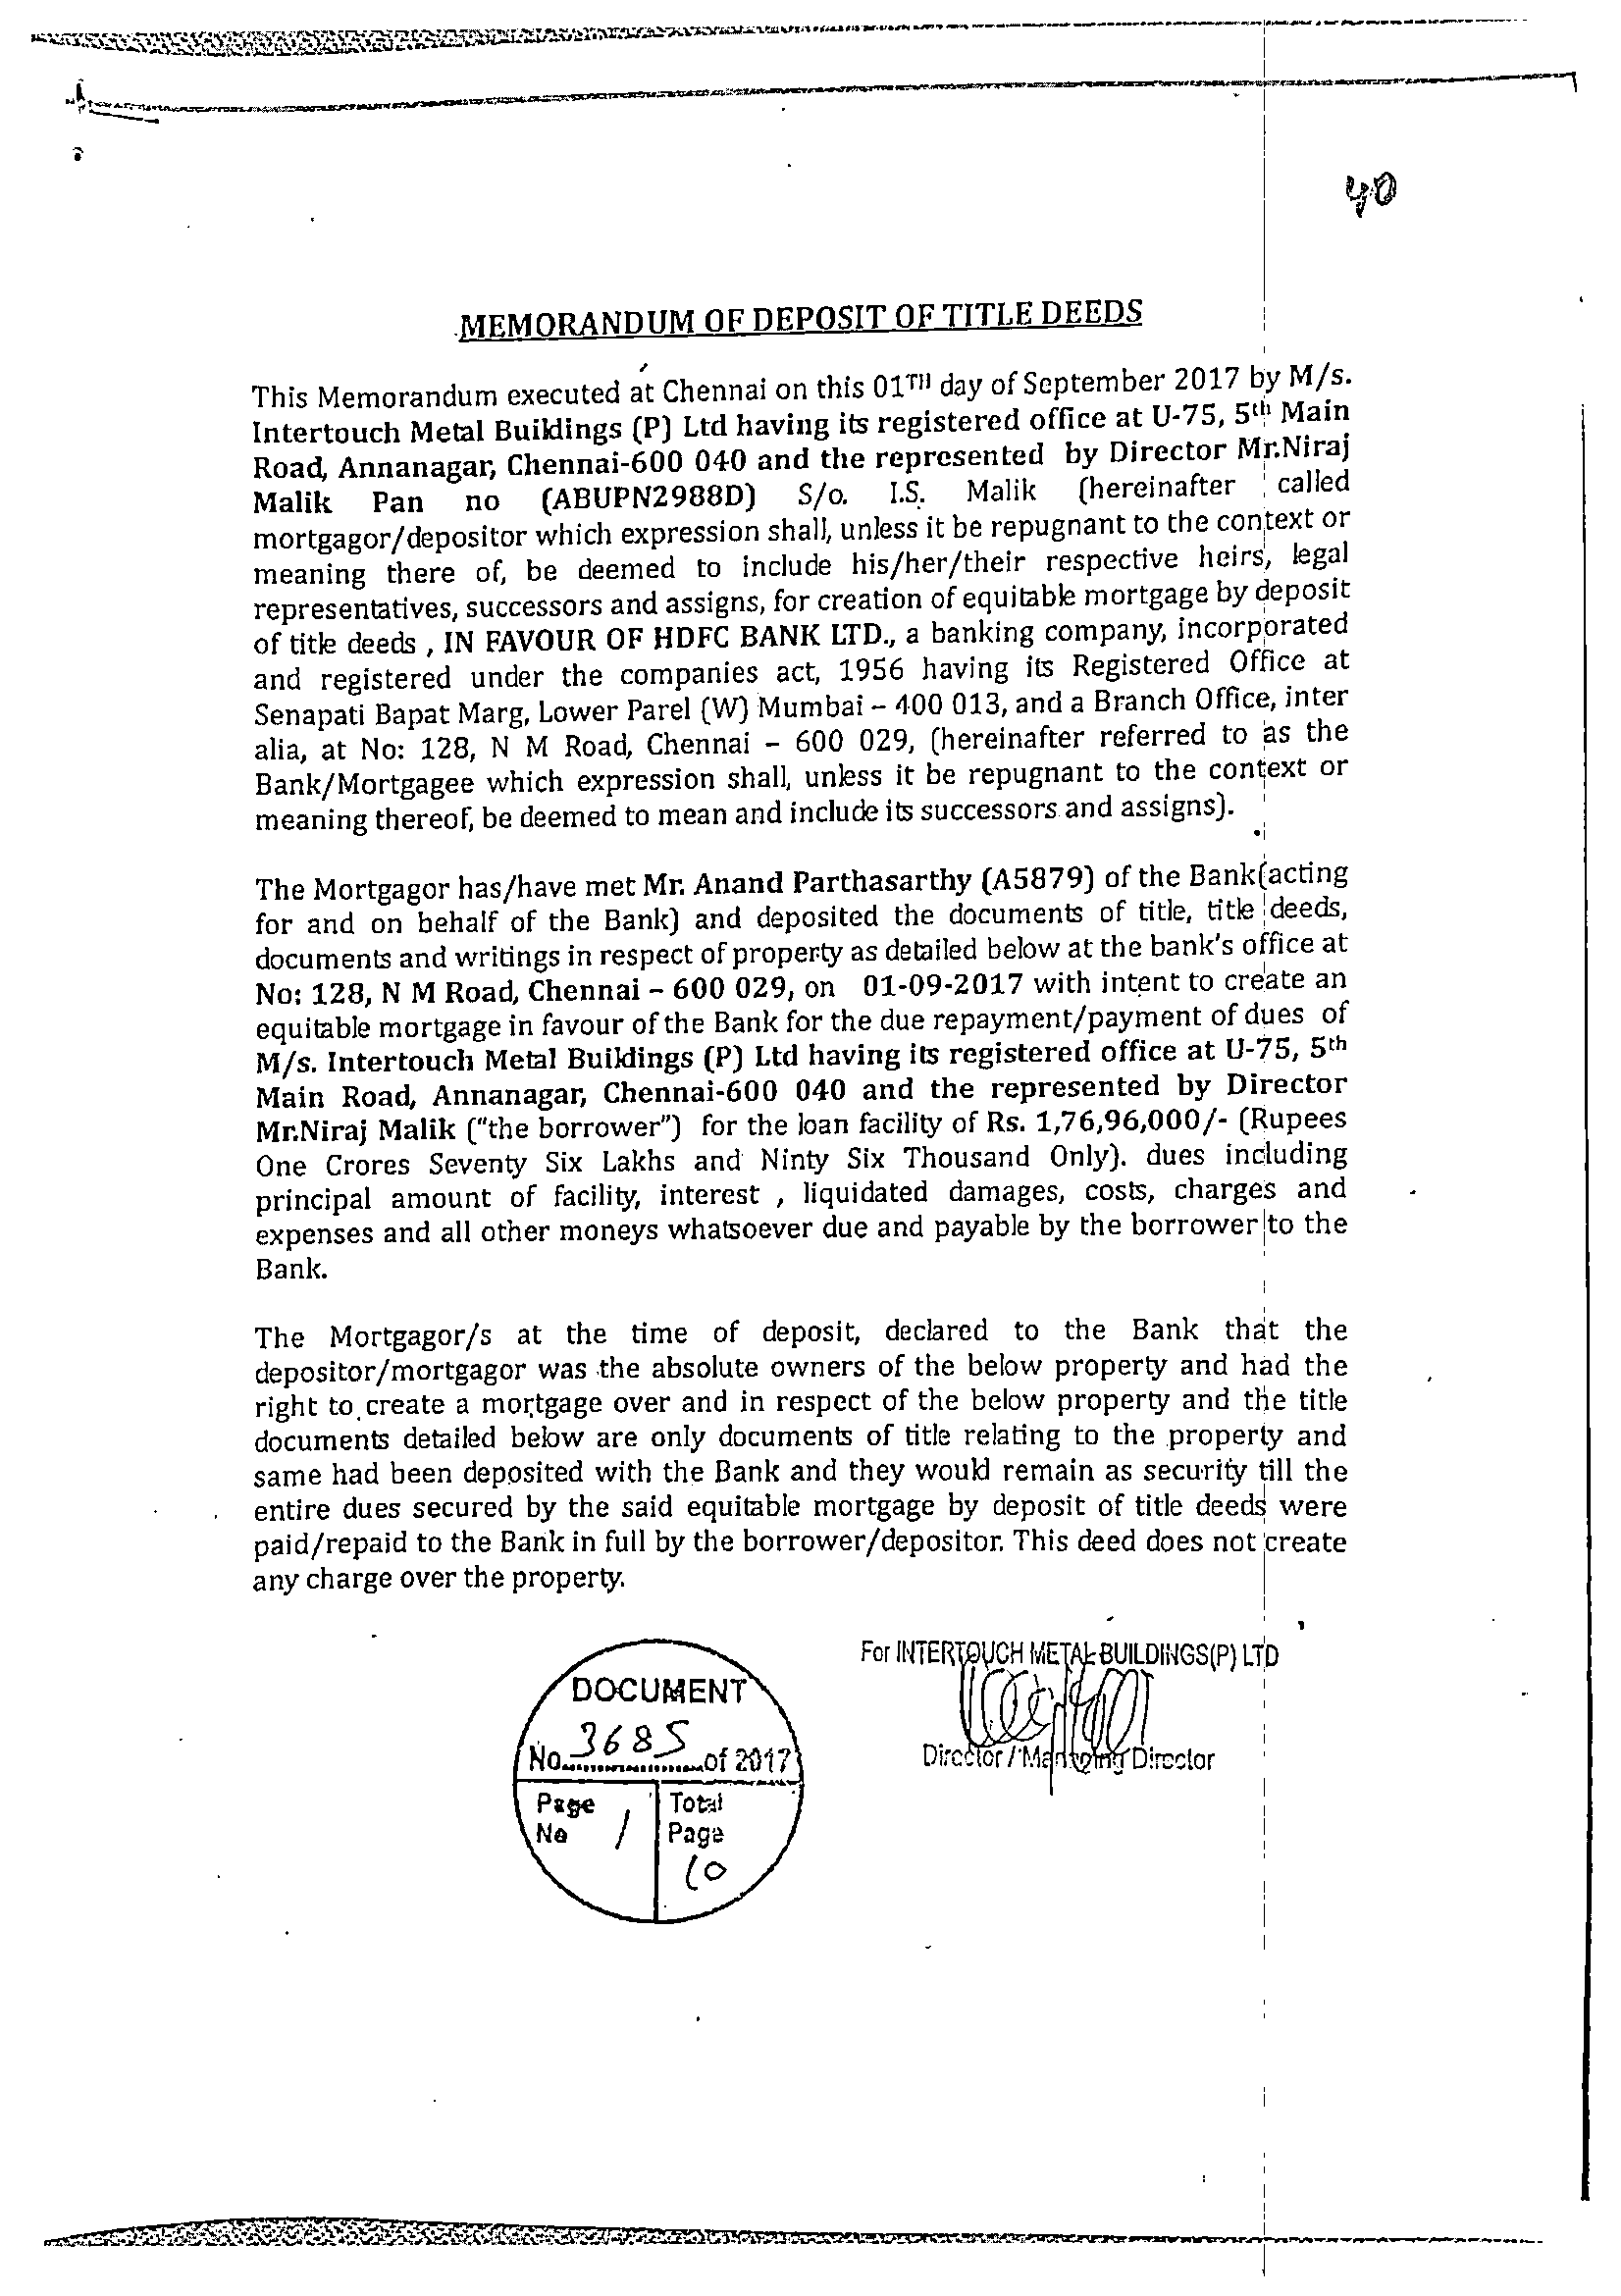 40
MEMORANDUM OF DEPOSIT OF TITLE DEEDS
This Memorandum executed at Chennai on this 01TH day of September 2017 by M/s.
Intertouch Metal Buildings (P) Ltd having its registered office at U-75, 5th Main
Road, Annanagar, Chennai-600 040 and the represented by Director Mr.Niraj
Malik Pan no (ABUPN2988D) S/o. I.S. Malik (hereinafter called
mortgagor/depositor which expression shall, unless it be repugnant to the context or
meaning there of, be deemed to include his/her/their respective heirs, legal
representatives, successors and assigns, for creation of equitable mortgage by deposit
of title deeds , IN FAVOUR OF HDFC BANK LTD., a banking company, incorporated
and registered under the companies act, 1956 having its Registered Office at
Senapati Bapat Marg, Lower Parel (W) Mumbai – 400 013, and a Branch Office, inter
alia, at No: 128, N M Road, Chennai – 600 029, (hereinafter referred to as the
Bank/Mortgagee which expression shall, unless it be repugnant to the context or
meaning thereof, be deemed to mean and include its successors and assigns).
The Mortgagor has/have met Mr. Anand Parthasarthy (A5879) of the Bank(acting
for and on behalf of the Bank) and deposited the documents of title, title deeds,
documents and writings in respect of property as detailed below at the bank's office at
No: 128, N M Road, Chennai – 600 029, on 01-09-2017 with intent to create an
equitable mortgage in favour of the Bank for the due repayment/payment of dues of
M/s. Intertouch Metal Buildings (P) Ltd having its registered office at U-75, 5th
Main Road, Annanagar, Chennai-600 040 and the represented by Director
Mr.Niraj Malik ("the borrower") for the loan facility of Rs. 1,76,96,000/- (Rupees
One Crores Seventy Six Lakhs and Ninty Six Thousand Only). dues including
principal amount of facility, interest , liquidated damages, costs, charges and
expenses and all other moneys whatsoever due and payable by the borrower to the
Bank.
The Mortgagor/s at the time of deposit, declared to the Bank that the
depositor/mortgagor was the absolute owners of the below property and had the
right to create a mortgage over and in respect of the below property and the title
documents detailed below are only documents of title relating to the property and
same had been deposited with the Bank and they would remain as security till the
entire dues secured by the said equitable mortgage by deposit of title deeds were
paid/repaid to the Bank in full by the borrower/depositor. This deed does not create
any charge over the property.
For INTERTOUCH METAL BUILDINGS(P) LTD
Director / Managing Director
DOCUMENT
No. 3685 of 2017
Page No 1
Total Page 10